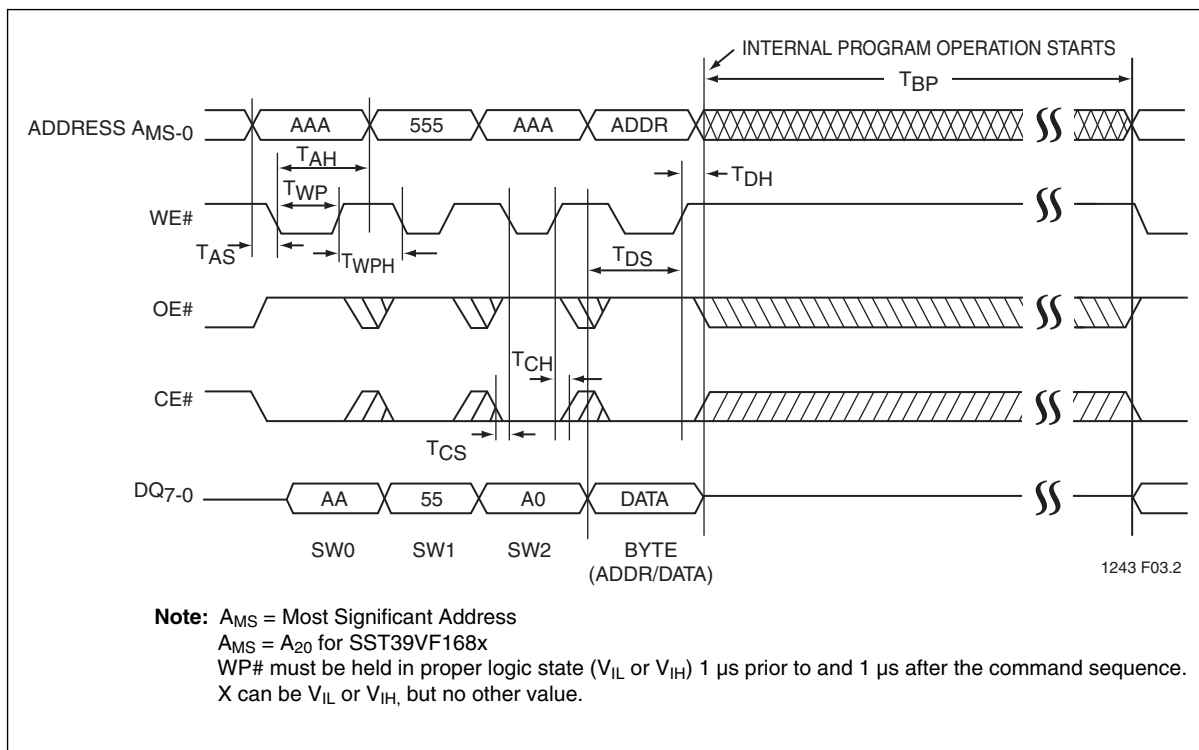 INTERNAL PROGRAM OPERATION STARTS
TBP
ADDRESS AMS-0
AAA
555
AAA
ADDR
TAH
TDH
TWP
WE#
TAS
TWPH
TDS
OE#
TCH
CE#
TCS
DQ7-0
AA
55
A0
DATA
SW0
SW1
SW2
BYTE
(ADDR/DATA)
1243 F03.2
Note: AMS = Most Significant Address
AMS = A20 for SST39VF168x
WP# must be held in proper logic state (VIL or VIH) 1 µs prior to and 1 µs after the command sequence.
X can be VIL or VIH, but no other value.